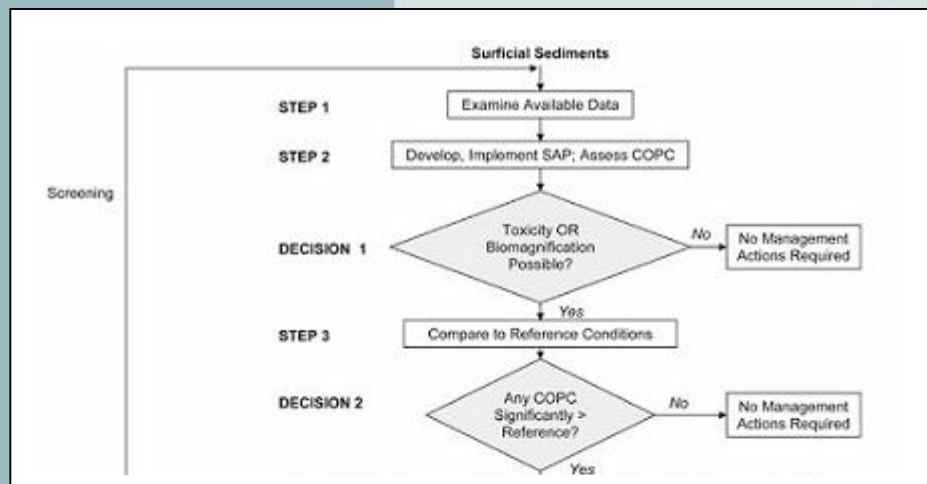 Surficial Sediments
STEP 1
Examine Available Data
STEP 2
Develop, Implement SAP; Assess COPC
Screening
DECISION 1
Toxicity OR
Biomagnification
Possible?
No
No Management
Actions Required
Yes
STEP 3
Compare to Reference Conditions
DECISION 2
Any COPC
Significantly >
Reference?
No
No Management
Actions Required
Yes